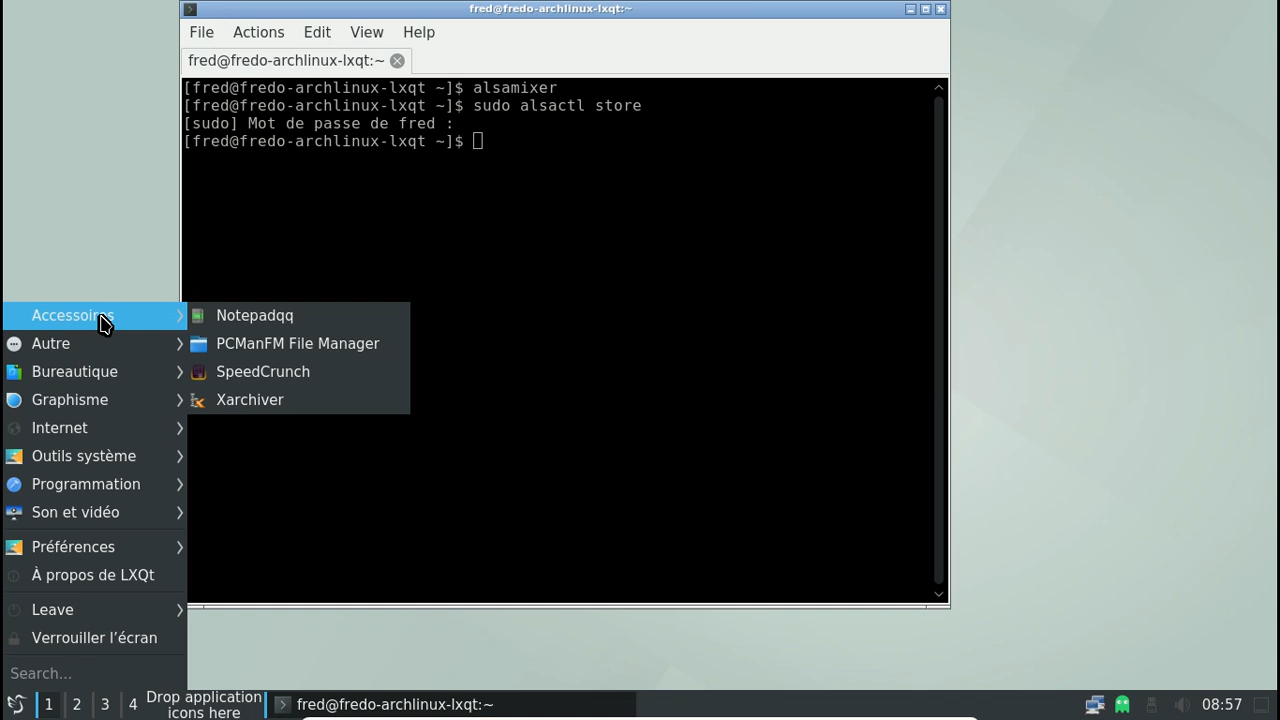 fred@fredo-archlinux-lxqt:~
File Actions Edit View Help
fred@fredo-archlinux-lxqt:~
[fred@fredo-archlinux-lxqt ~]$ alsamixer
[fred@fredo-archlinux-lxqt ~]$ sudo alsactl store
[sudo] Mot de passe de fred :
[fred@fredo-archlinux-lxqt ~]$
Accessoires
Autre
Bureautique
Graphisme
Internet
Outils système
Programmation
Son et vidéo
Préférences
À propos de LXQt
Leave
Verrouiller l’écran
Search...
Notepadqq
PCManFM File Manager
SpeedCrunch
Xarchiver
1 2 3 4
Drop application
icons here
fred@fredo-archlinux-lxqt:~
08:57